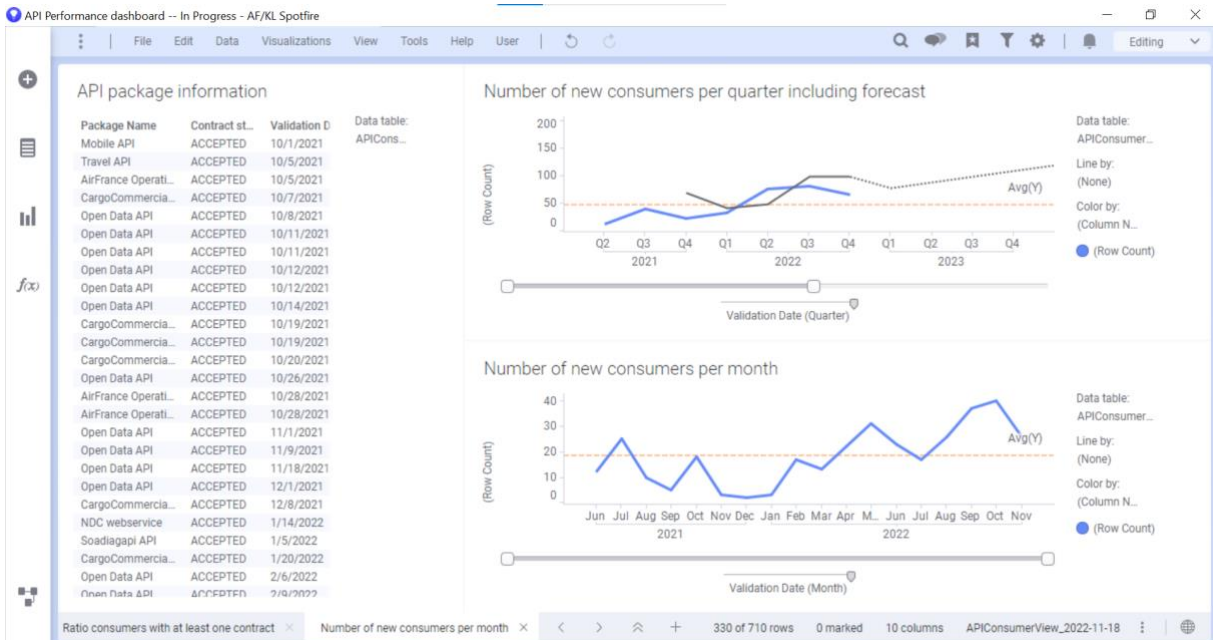 API Performance dashboard -- In Progress - AF/KL Spotfire
File Edit Data Visualizations View Tools Help User
Editing
f(x)
API package information
Package Name Contract st... Validation D
Mobile API ACCEPTED 10/1/2021
Travel API ACCEPTED 10/5/2021
AirFrance Operati... ACCEPTED 10/5/2021
CargoCommercia... ACCEPTED 10/7/2021
Open Data API ACCEPTED 10/8/2021
Open Data API ACCEPTED 10/11/2021
Open Data API ACCEPTED 10/11/2021
Open Data API ACCEPTED 10/12/2021
Open Data API ACCEPTED 10/12/2021
Open Data API ACCEPTED 10/14/2021
CargoCommercia... ACCEPTED 10/19/2021
CargoCommercia... ACCEPTED 10/19/2021
CargoCommercia... ACCEPTED 10/20/2021
Open Data API ACCEPTED 10/26/2021
AirFrance Operati... ACCEPTED 10/28/2021
AirFrance Operati... ACCEPTED 10/28/2021
Open Data API ACCEPTED 11/1/2021
Open Data API ACCEPTED 11/9/2021
Open Data API ACCEPTED 11/18/2021
Open Data API ACCEPTED 12/1/2021
CargoCommercia... ACCEPTED 12/8/2021
NDC webservice ACCEPTED 1/14/2022
Soadiagapi API ACCEPTED 1/5/2022
CargoCommercia... ACCEPTED 1/20/2022
Open Data API ACCEPTED 2/6/2022
Open Data API ACCEPTED 2/9/2022
Data table:
APICons...
Number of new consumers per quarter including forecast
(Row Count)
200
150
100
50
0
Avg(Y)
Q2 Q3 Q4 Q1 Q2 Q3 Q4 Q1 Q2 Q3 Q4
2021 2022 2023
Validation Date (Quarter)
Data table:
APIConsumer...
Line by:
(None)
Color by:
(Column N...
(Row Count)
Number of new consumers per month
(Row Count)
40
30
20
10
0
Avg(Y)
Jun Jul Aug Sep Oct Nov Dec Jan Feb Mar Apr M... Jun Jul Aug Sep Oct Nov
2021 2022
Validation Date (Month)
Data table:
APIConsumer...
Line by:
(None)
Color by:
(Column N...
(Row Count)
Ratio consumers with at least one contract Number of new consumers per month 330 of 710 rows 0 marked 10 columns APIConsumerView_2022-11-18